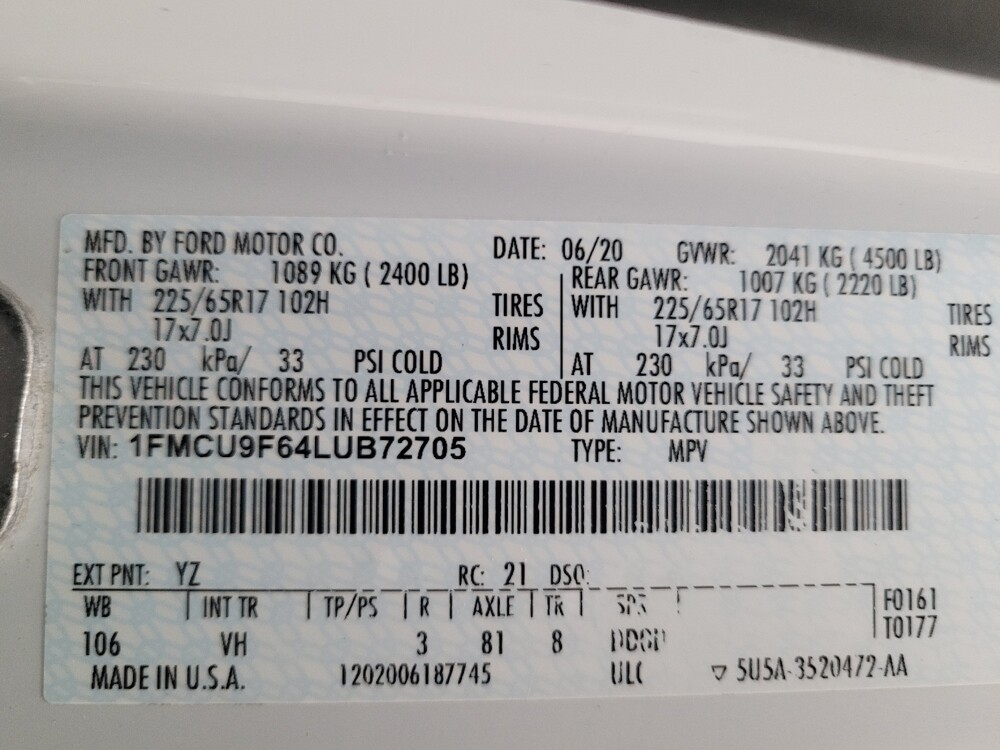 MFD. BY FORD MOTOR CO. DATE: 06/20 GVWR: 2041 KG ( 4500 LB)
FRONT GAWR: 1089 KG ( 2400 LB) REAR GAWR: 1007 KG ( 2220 LB)
WITH 225/65R17 102H TIRES WITH 225/65R17 102H TIRES
17x7.0J RIMS 17x7.0J RIMS
AT 230 kPa/ 33 PSI COLD AT 230 kPa/ 33 PSI COLD
THIS VEHICLE CONFORMS TO ALL APPLICABLE FEDERAL MOTOR VEHICLE SAFETY AND THEFT
PREVENTION STANDARDS IN EFFECT ON THE DATE OF MANUFACTURE SHOWN ABOVE.
VIN: 1FMCU9F64LUB72705 TYPE: MPV
EXT PNT: YZ RC: 21 DSO:
WB INT TR TP/PS R AXLE TR SPS F0161
T0177
106 VH 3 81 8
MADE IN U.S.A. 1202006187745 ▽ 5U5A-3520472-AA